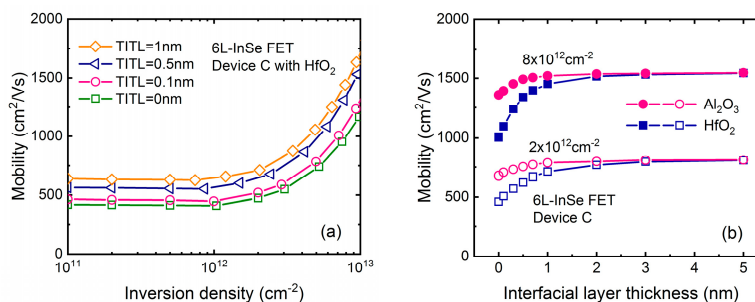 2000
1500
1000
500
0
Mobility (cm²/Vs)
TITL=1nm
TITL=0.5nm
TITL=0.1nm
TITL=0nm
6L-InSe FET
Device C with HfO₂
(a)
10¹¹
10¹²
10¹³
Inversion density (cm⁻²)
2000
1500
1000
500
0
Mobility (cm²/Vs)
8x10¹²cm⁻²
Al₂O₃
HfO₂
2x10¹²cm⁻²
6L-InSe FET
Device C
(b)
0 1 2 3 4 5
Interfacial layer thickness (nm)